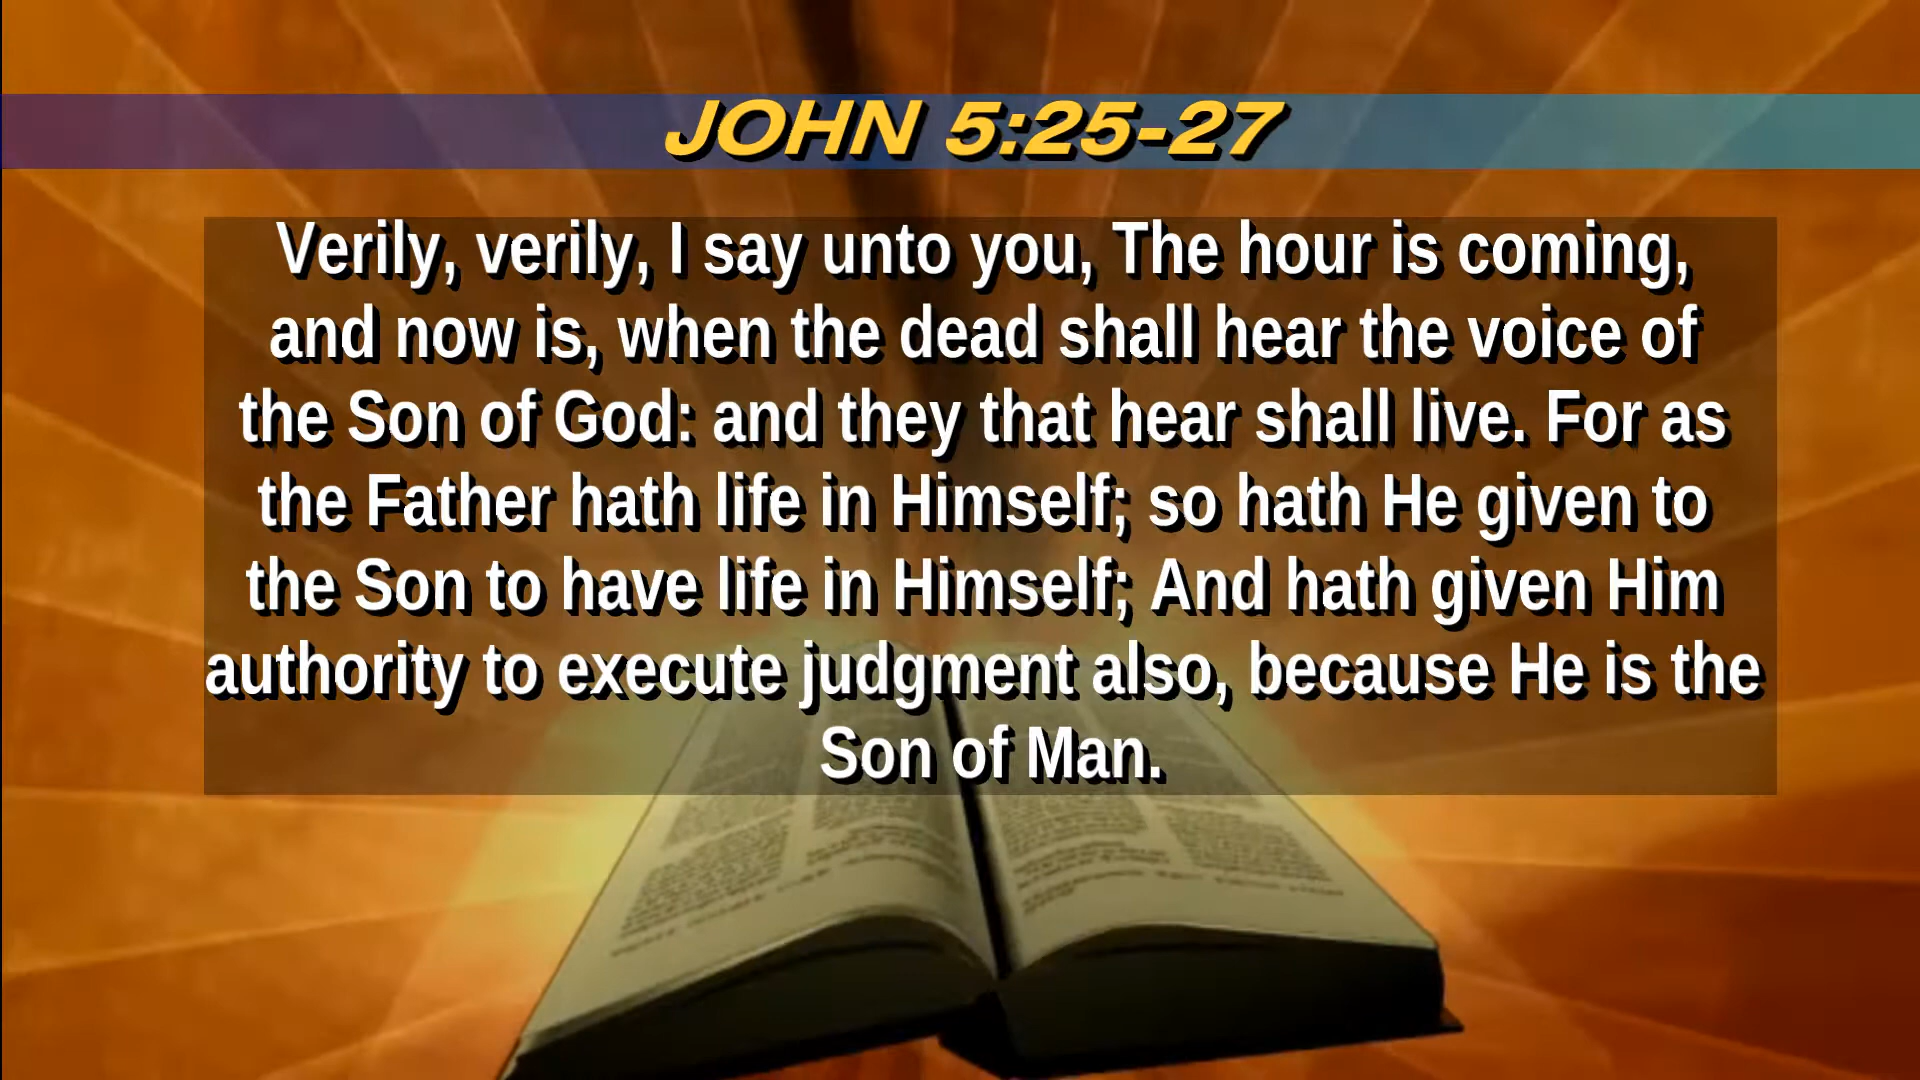 JOHN 5:25-27
Verily, verily, I say unto you, The hour is coming,
and now is, when the dead shall hear the voice of
the Son of God: and they that hear shall live. For as
the Father hath life in Himself; so hath He given to
the Son to have life in Himself; And hath given Him
authority to execute judgment also, because He is the
Son of Man.